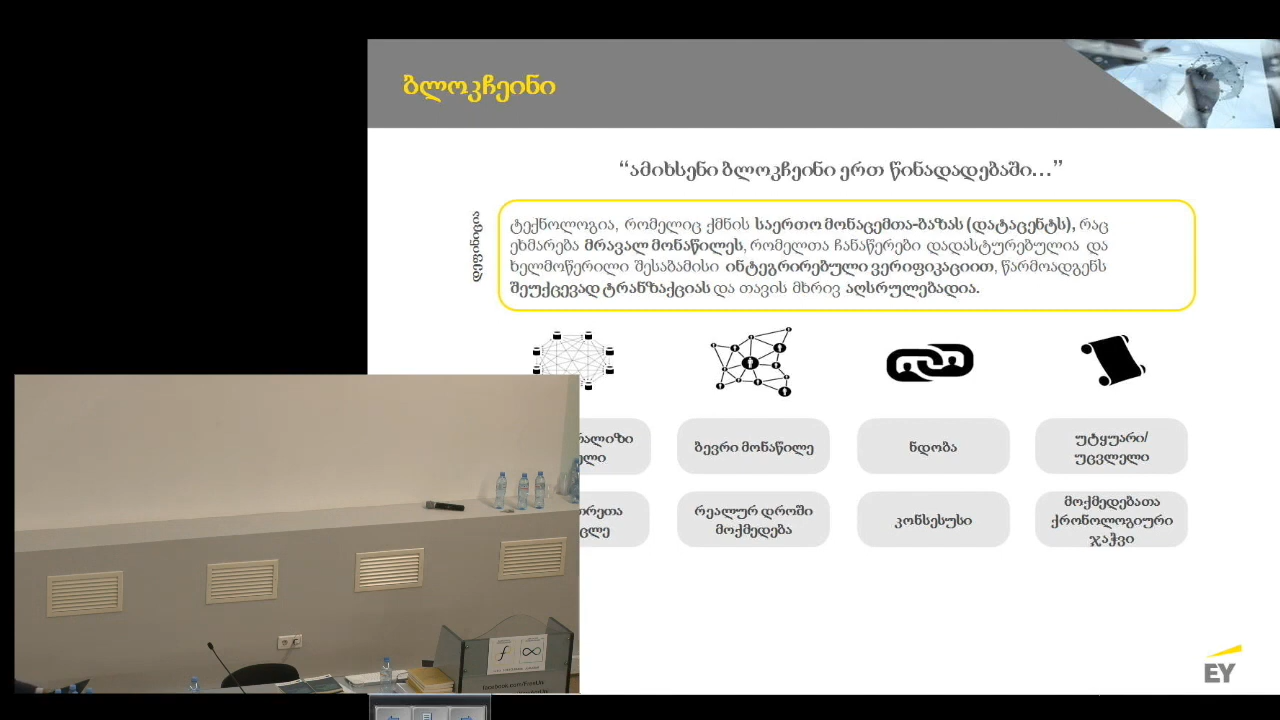 ბლოკჩეინი
“ამიხსენი ბლოკჩეინი ერთ წინადადებაში...”
დეფინიცია
ტექნოლოგია, რომელიც ქმნის საერთო მონაცემთა-ბაზას (დატაცენტს), რაც
ეხმარება მრავალ მონაწილეს, რომელთა ჩანაწერები დადასტურებულია და
ხელმოწერილი შესაბამისი ინტეგრირებული ვერიფიკაციით, წარმოადგენს
შეუქცევად ტრანზაქციას და თავის მხრივ აღსრულებადია.
ბევრი მონაწილე
ნდობა
უტყუარი/
უცვლელი
რეალურ დროში
მოქმედება
კონსესუსი
მოქმედებათა
ქრონოლოგიური
ჯაჭვი
EY